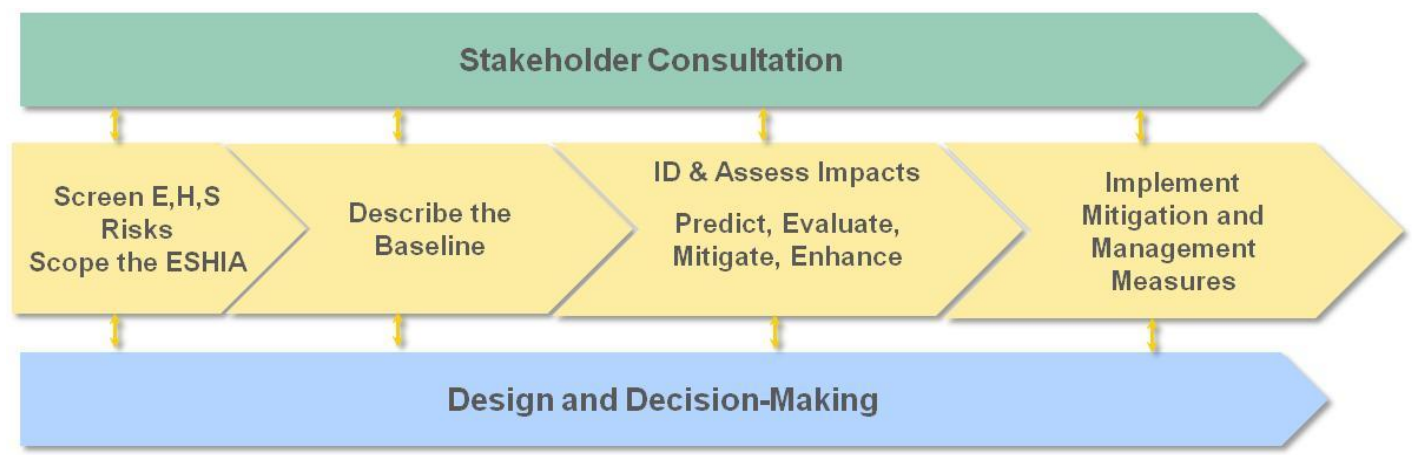 Stakeholder Consultation
Screen E,H,S
Risks
Scope the ESHIA
Describe the
Baseline
ID & Assess Impacts
Predict, Evaluate,
Mitigate, Enhance
Implement
Mitigation and
Management
Measures
Design and Decision-Making